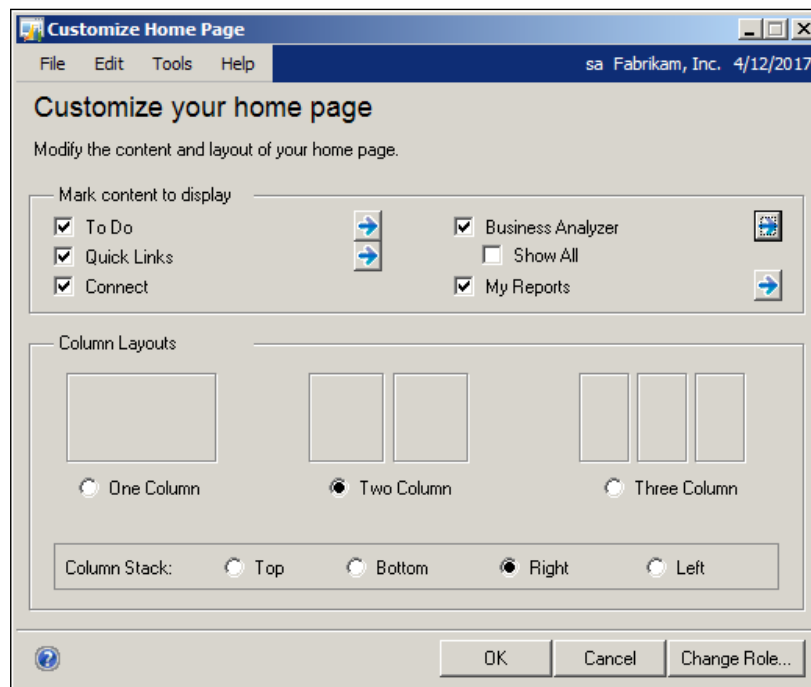 Customize Home Page
File Edit Tools Help sa Fabrikam, Inc. 4/12/2017
Customize your home page
Modify the content and layout of your home page.
Mark content to display
To Do Business Analyzer
Quick Links Show All
Connect My Reports
Column Layouts
One Column Two Column Three Column
Column Stack: Top Bottom Right Left
OK Cancel Change Role...